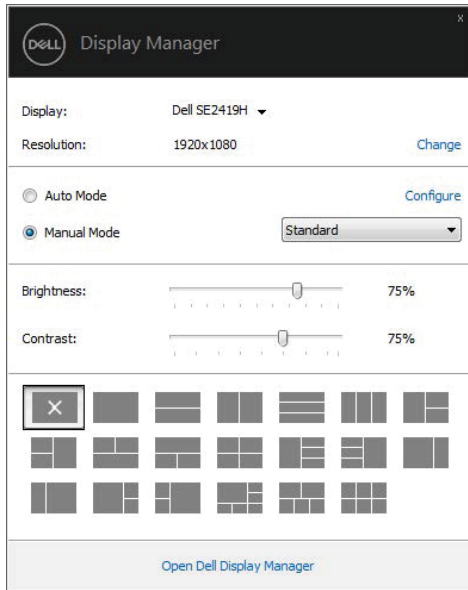 x
DELL Display Manager
Display: Dell SE2419H
Resolution: 1920x1080 Change
Auto Mode Configure
Manual Mode Standard
Brightness: 75%
Contrast: 75%
Open Dell Display Manager